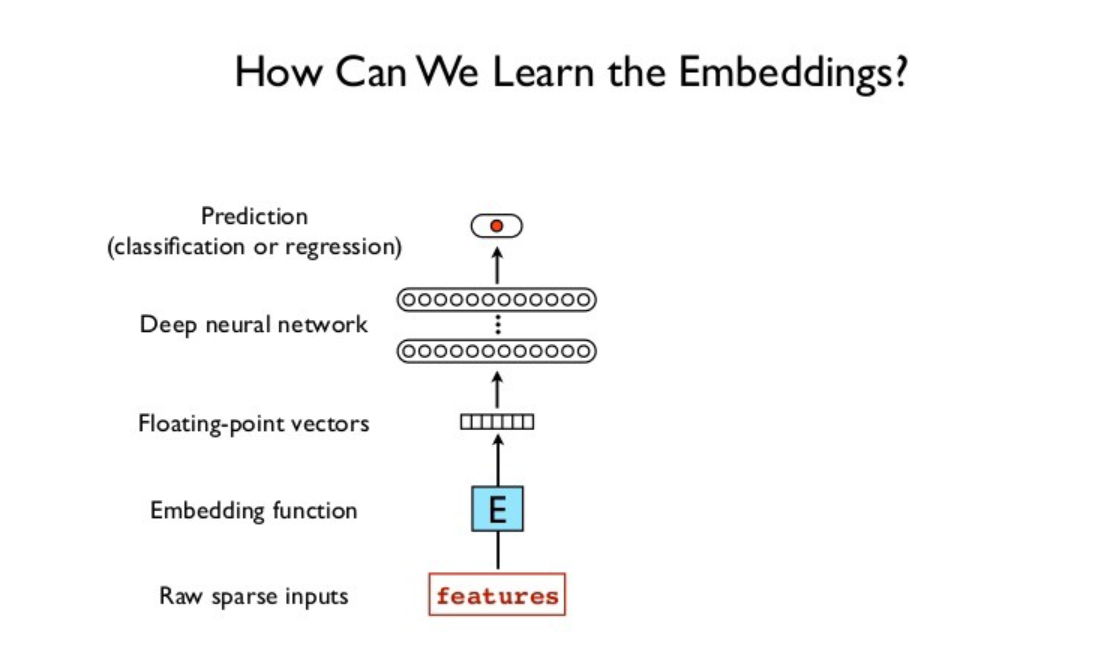 How Can We Learn the Embeddings?
Prediction
(classification or regression)
Deep neural network
Floating-point vectors
Embedding function
E
Raw sparse inputs
features